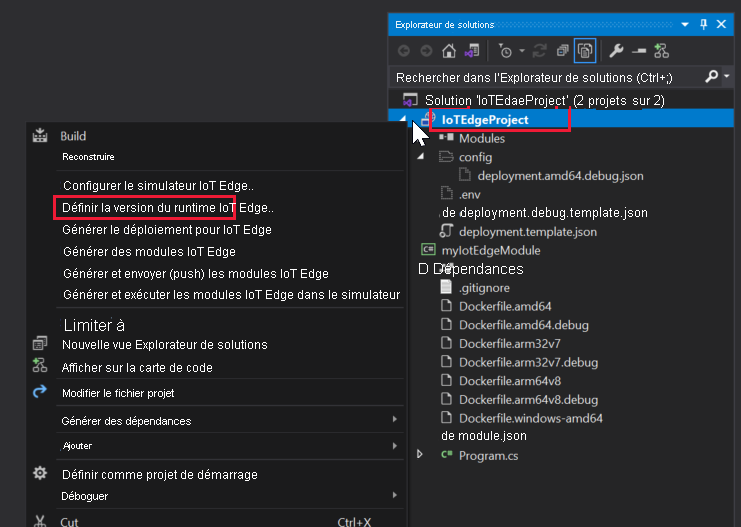 Explorateur de solutions
Rechercher dans l'Explorateur de solutions (Ctrl+;)
Solution 'IoTEdaeProject' (2 projets sur 2)
IoTEdgeProject
Modules
config
deployment.amd64.debug.json
.env
de deployment.debug.template.json
deployment.template.json
myIotEdgeModule
D Dépendances
.gitignore
Dockerfile.amd64
Dockerfile.amd64.debug
Dockerfile.arm32v7
Dockerfile.arm32v7.debug
Dockerfile.arm64v8
Dockerfile.arm64v8.debug
Dockerfile.windows-amd64
de module.json
C# Program.cs
Build
Reconstruire
Configurer le simulateur IoT Edge..
Définir la version du runtime IoT Edge..
Générer le déploiement pour IoT Edge
Générer des modules IoT Edge
Générer et envoyer (push) les modules IoT Edge
Générer et exécuter les modules IoT Edge dans le simulateur
Limiter à
Nouvelle vue Explorateur de solutions
Afficher sur la carte de code
Modifier le fichier projet
Générer des dépendances
Ajouter
Définir comme projet de démarrage
Déboguer
Cut Ctrl+X